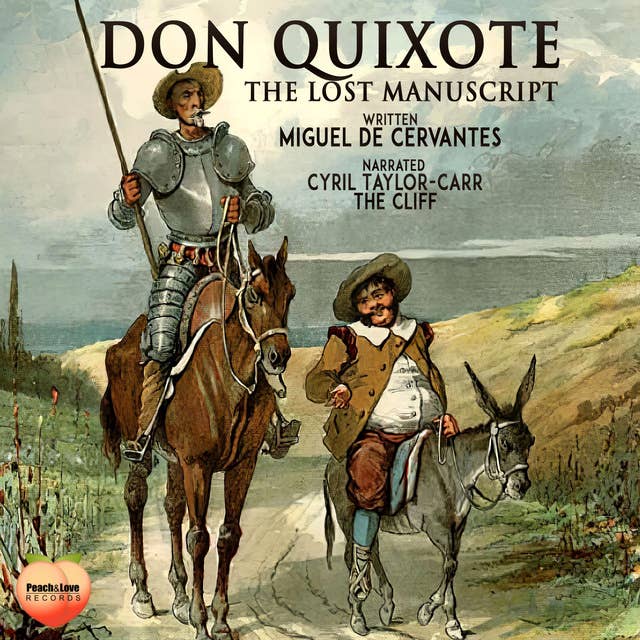 DON QUIXOTE
THE LOST MANUSCRIPT
WRITTEN
MIGUEL DE CERVANTES
NARRATED
CYRIL TAYLOR-CARR
THE CLIFF
Peach&Love
RECORDS